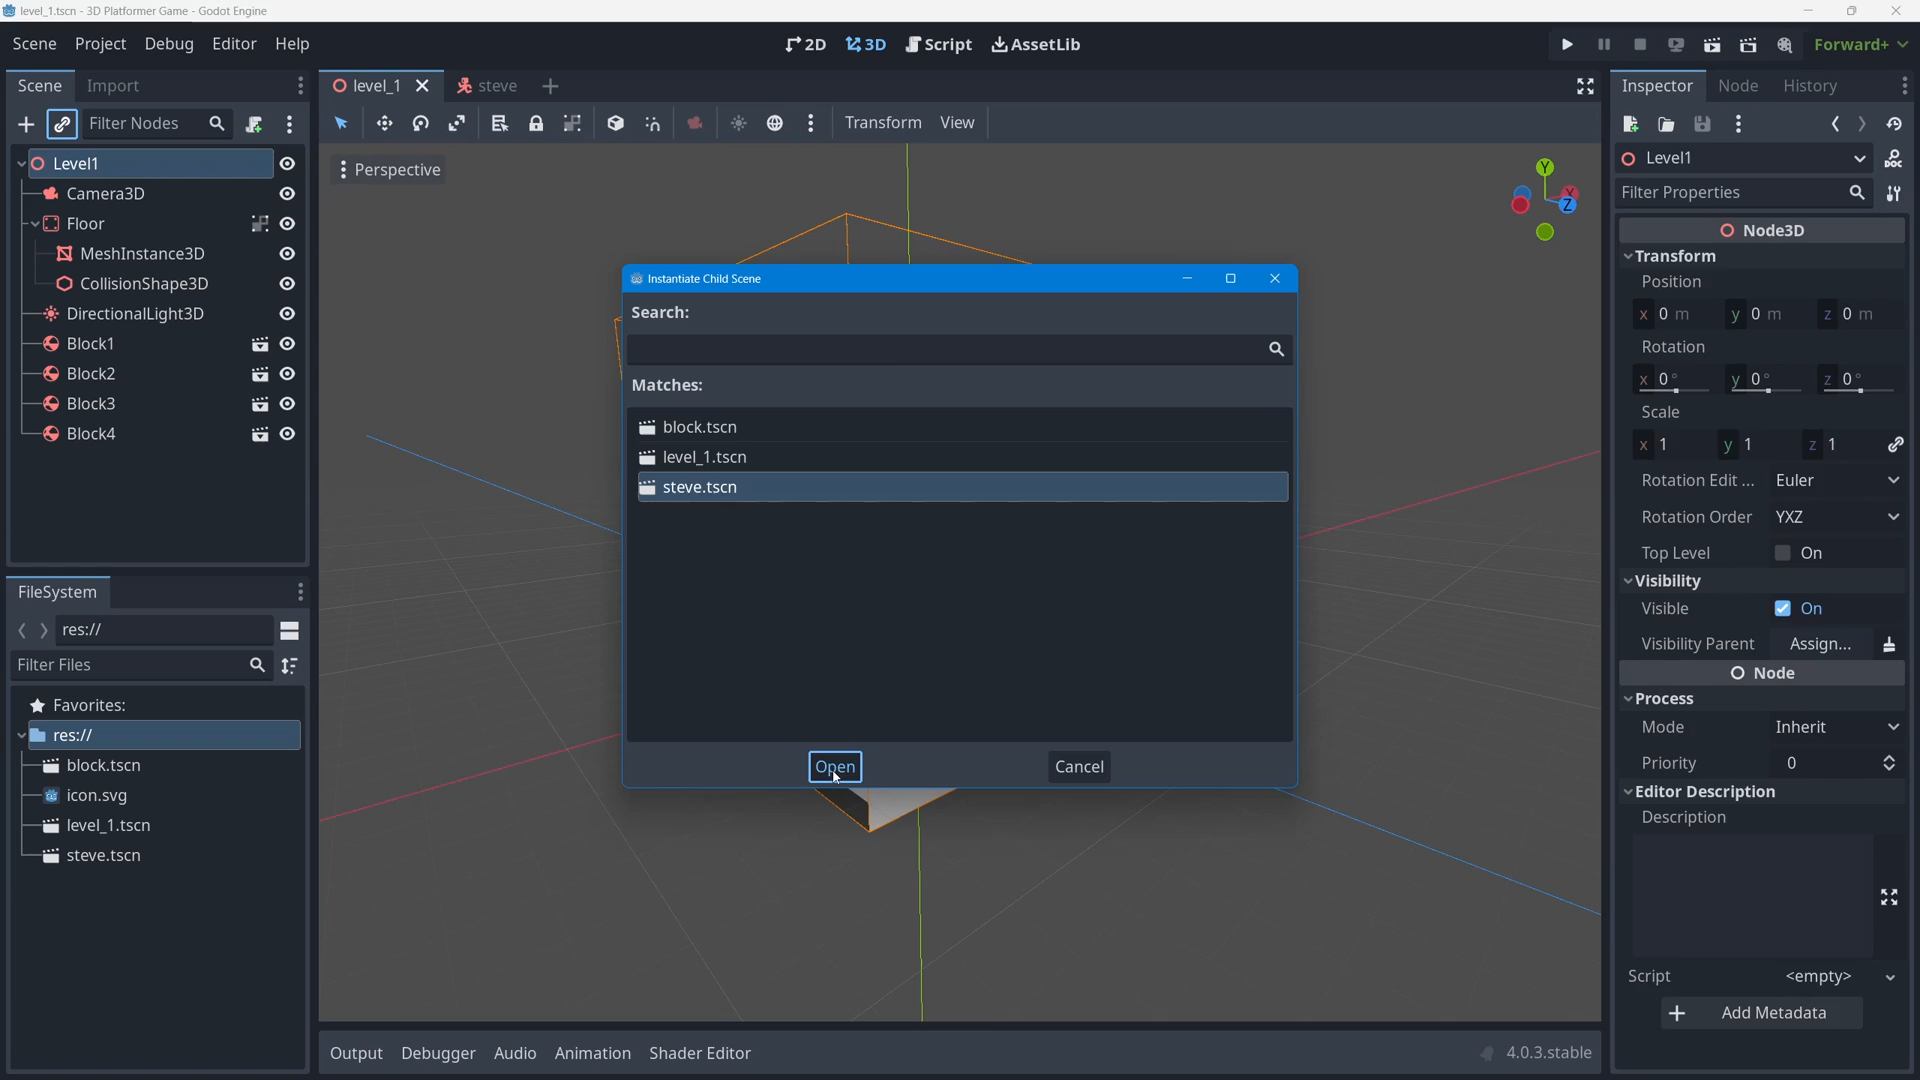 level_1.tscn - 3D Platformer Game - Godot Engine
Scene Project Debug Editor Help
2D 3D Script AssetLib
Forward+
Scene Import
level_1 steve
Inspector Node History
Filter Nodes
Transform View
Level1
Camera3D
Floor
MeshInstance3D
CollisionShape3D
DirectionalLight3D
Block1
Block2
Block3
Block4
FileSystem
res://
Filter Files
Favorites:
res://
block.tscn
icon.svg
level_1.tscn
steve.tscn
Perspective
Y
X
Z
Instantiate Child Scene
Search:
Matches:
block.tscn
level_1.tscn
steve.tscn
Open Cancel
Output Debugger Audio Animation Shader Editor
4.0.3.stable
Level1
Filter Properties
Node3D
Transform
Position
x 0 m y 0 m z 0 m
Rotation
x 0 ° y 0 ° z 0 °
Scale
x 1 y 1 z 1
Rotation Edit ... Euler
Rotation Order YXZ
Top Level On
Visibility
Visible On
Visibility Parent Assign...
Node
Process
Mode Inherit
Priority 0
Editor Description
Description
Script <empty>
Add Metadata